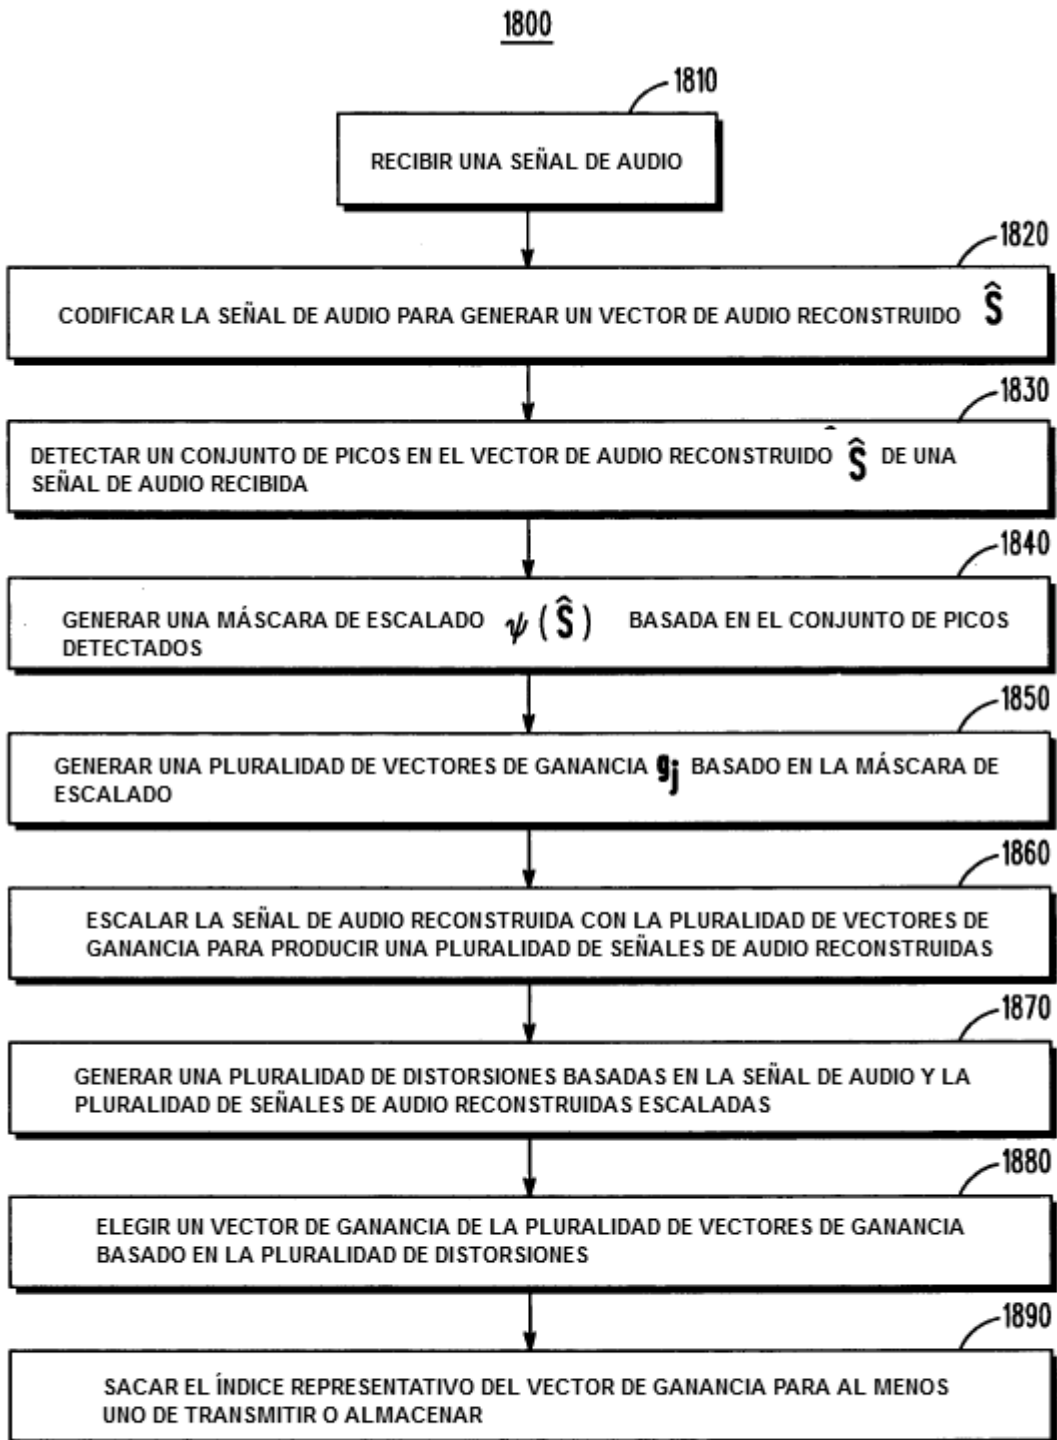 1800
1810
RECIBIR UNA SEÑAL DE AUDIO
1820
CODIFICAR LA SEÑAL DE AUDIO PARA GENERAR UN VECTOR DE AUDIO RECONSTRUIDO Ŝ
1830
DETECTAR UN CONJUNTO DE PICOS EN EL VECTOR DE AUDIO RECONSTRUIDO Ŝ DE UNA
SEÑAL DE AUDIO RECIBIDA
1840
GENERAR UNA MÁSCARA DE ESCALADO ψ (Ŝ) BASADA EN EL CONJUNTO DE PICOS
DETECTADOS
1850
GENERAR UNA PLURALIDAD DE VECTORES DE GANANCIA gj BASADO EN LA MÁSCARA DE
ESCALADO
1860
ESCALAR LA SEÑAL DE AUDIO RECONSTRUIDA CON LA PLURALIDAD DE VECTORES DE
GANANCIA PARA PRODUCIR UNA PLURALIDAD DE SEÑALES DE AUDIO RECONSTRUIDAS
1870
GENERAR UNA PLURALIDAD DE DISTORSIONES BASADAS EN LA SEÑAL DE AUDIO Y LA
PLURALIDAD DE SEÑALES DE AUDIO RECONSTRUIDAS ESCALADAS
1880
ELEGIR UN VECTOR DE GANANCIA DE LA PLURALIDAD DE VECTORES DE GANANCIA
BASADO EN LA PLURALIDAD DE DISTORSIONES
1890
SACAR EL ÍNDICE REPRESENTATIVO DEL VECTOR DE GANANCIA PARA AL MENOS
UNO DE TRANSMITIR O ALMACENAR